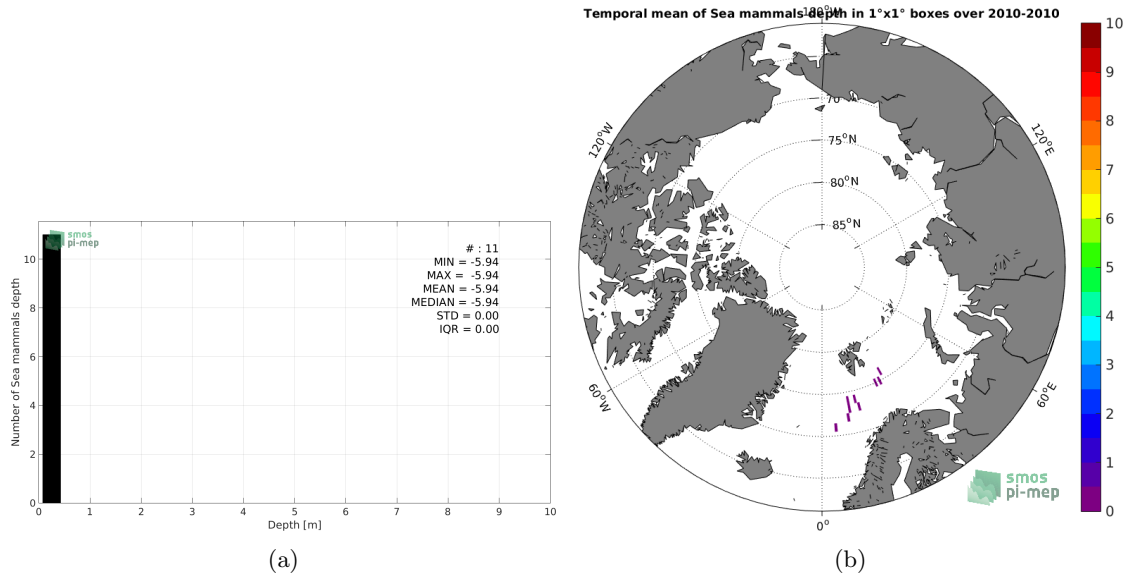 smos
pi-mep
# : 11
MIN = -5.94
MAX = -5.94
MEAN = -5.94
MEDIAN = -5.94
STD = 0.00
IQR = 0.00
Number of Sea mammals depth
10
8
6
4
2
0
0 1 2 3 4 5 6 7 8 9 10
Depth [m]
(a)
Temporal mean of Sea mammals depth in 1°x1° boxes over 2010-2010
180°W
120°W
120°E
70°N
75°N
80°N
85°N
60°W
60°E
0°
smos
pi-mep
10
9
8
7
6
5
4
3
2
1
0
(b)